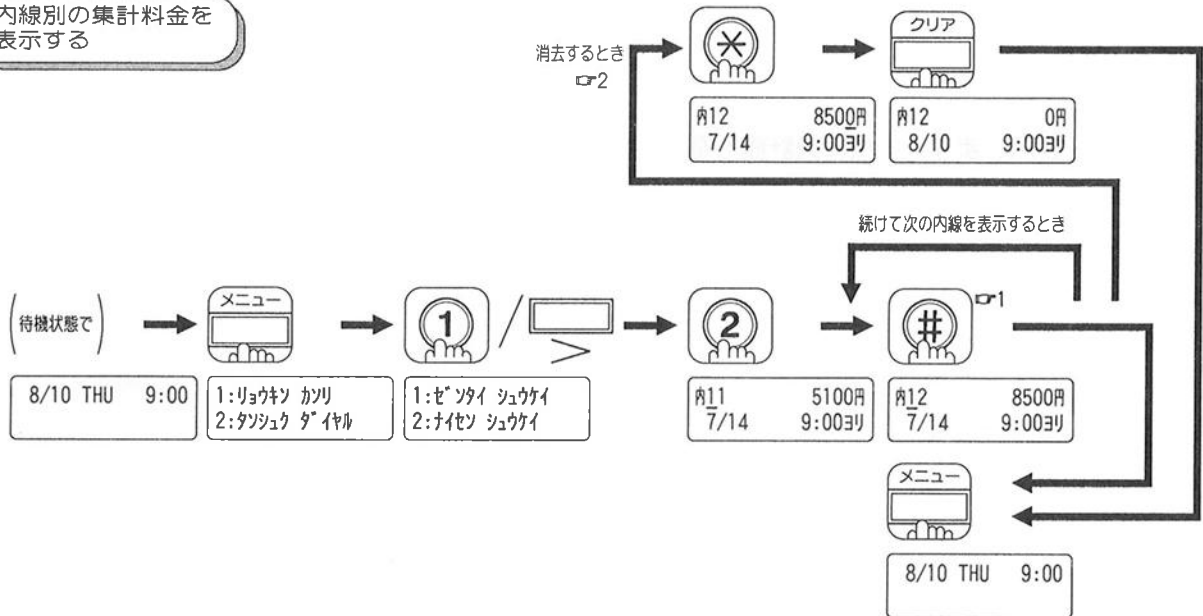 内線別の集計料金を
表示する
消去するとき
☞2
＊
クリア
内12 8500円
7/14 9:00ヨリ
内12 0円
8/10 9:00ヨリ
続けて次の内線を表示するとき
(待機状態で)
メニュー
1
/
＞
2
#
☞1
8/10 THU 9:00
1:リョウキン カンリ
2:タンシュク ダイヤル
1:ゼンタイ シュウケイ
2:ナイセン シュウケイ
内11 5100円
7/14 9:00ヨリ
内12 8500円
7/14 9:00ヨリ
メニュー
8/10 THU 9:00